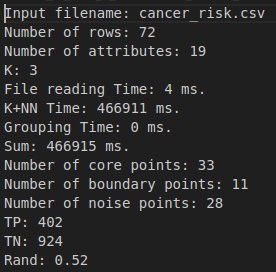 Input filename: cancer_risk.csv
Number of rows: 72
Number of attributes: 19
K: 3
File reading Time: 4 ms.
K+NN Time: 466911 ms.
Grouping Time: 0 ms.
Sum: 466915 ms.
Number of core points: 33
Number of boundary points: 11
Number of noise points: 28
TP: 402
TN: 924
Rand: 0.52